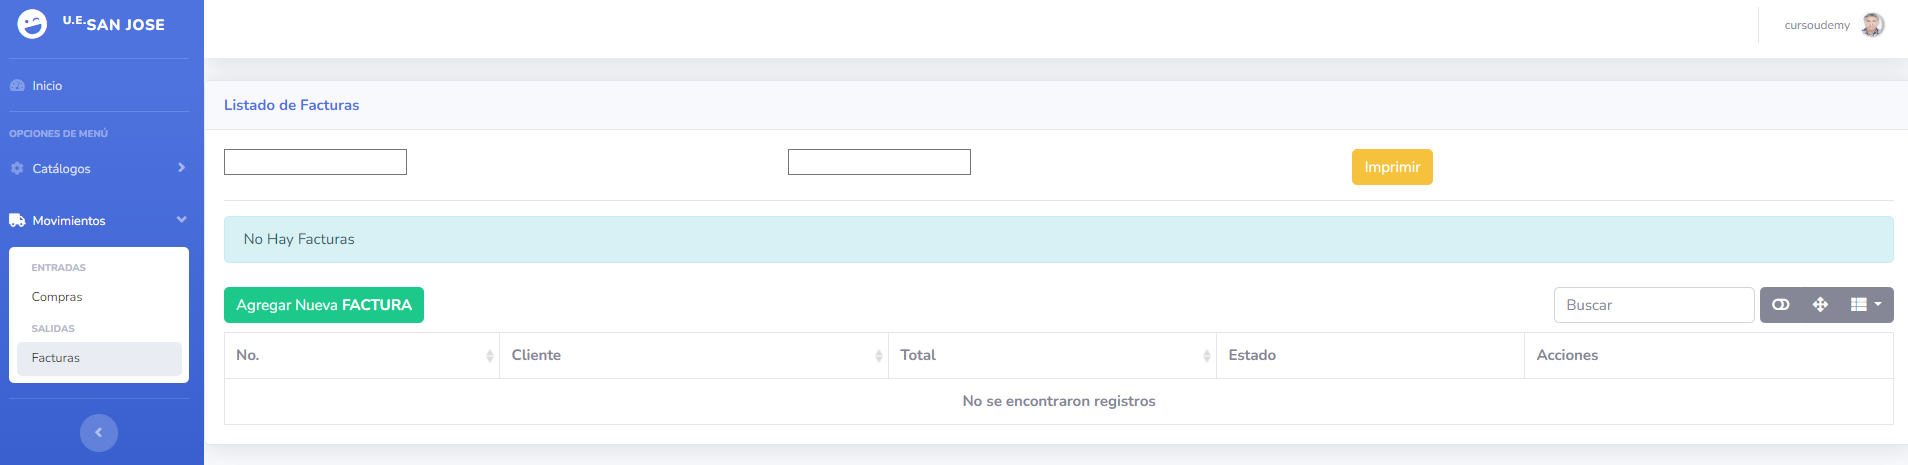 U.E.SAN JOSE
cursoudemy
Inicio
OPCIONES DE MENÚ
Catálogos
Movimientos
ENTRADAS
Compras
SALIDAS
Facturas
Listado de Facturas
Imprimir
No Hay Facturas
Agregar Nueva FACTURA
Buscar
No. Cliente Total Estado Acciones
No se encontraron registros